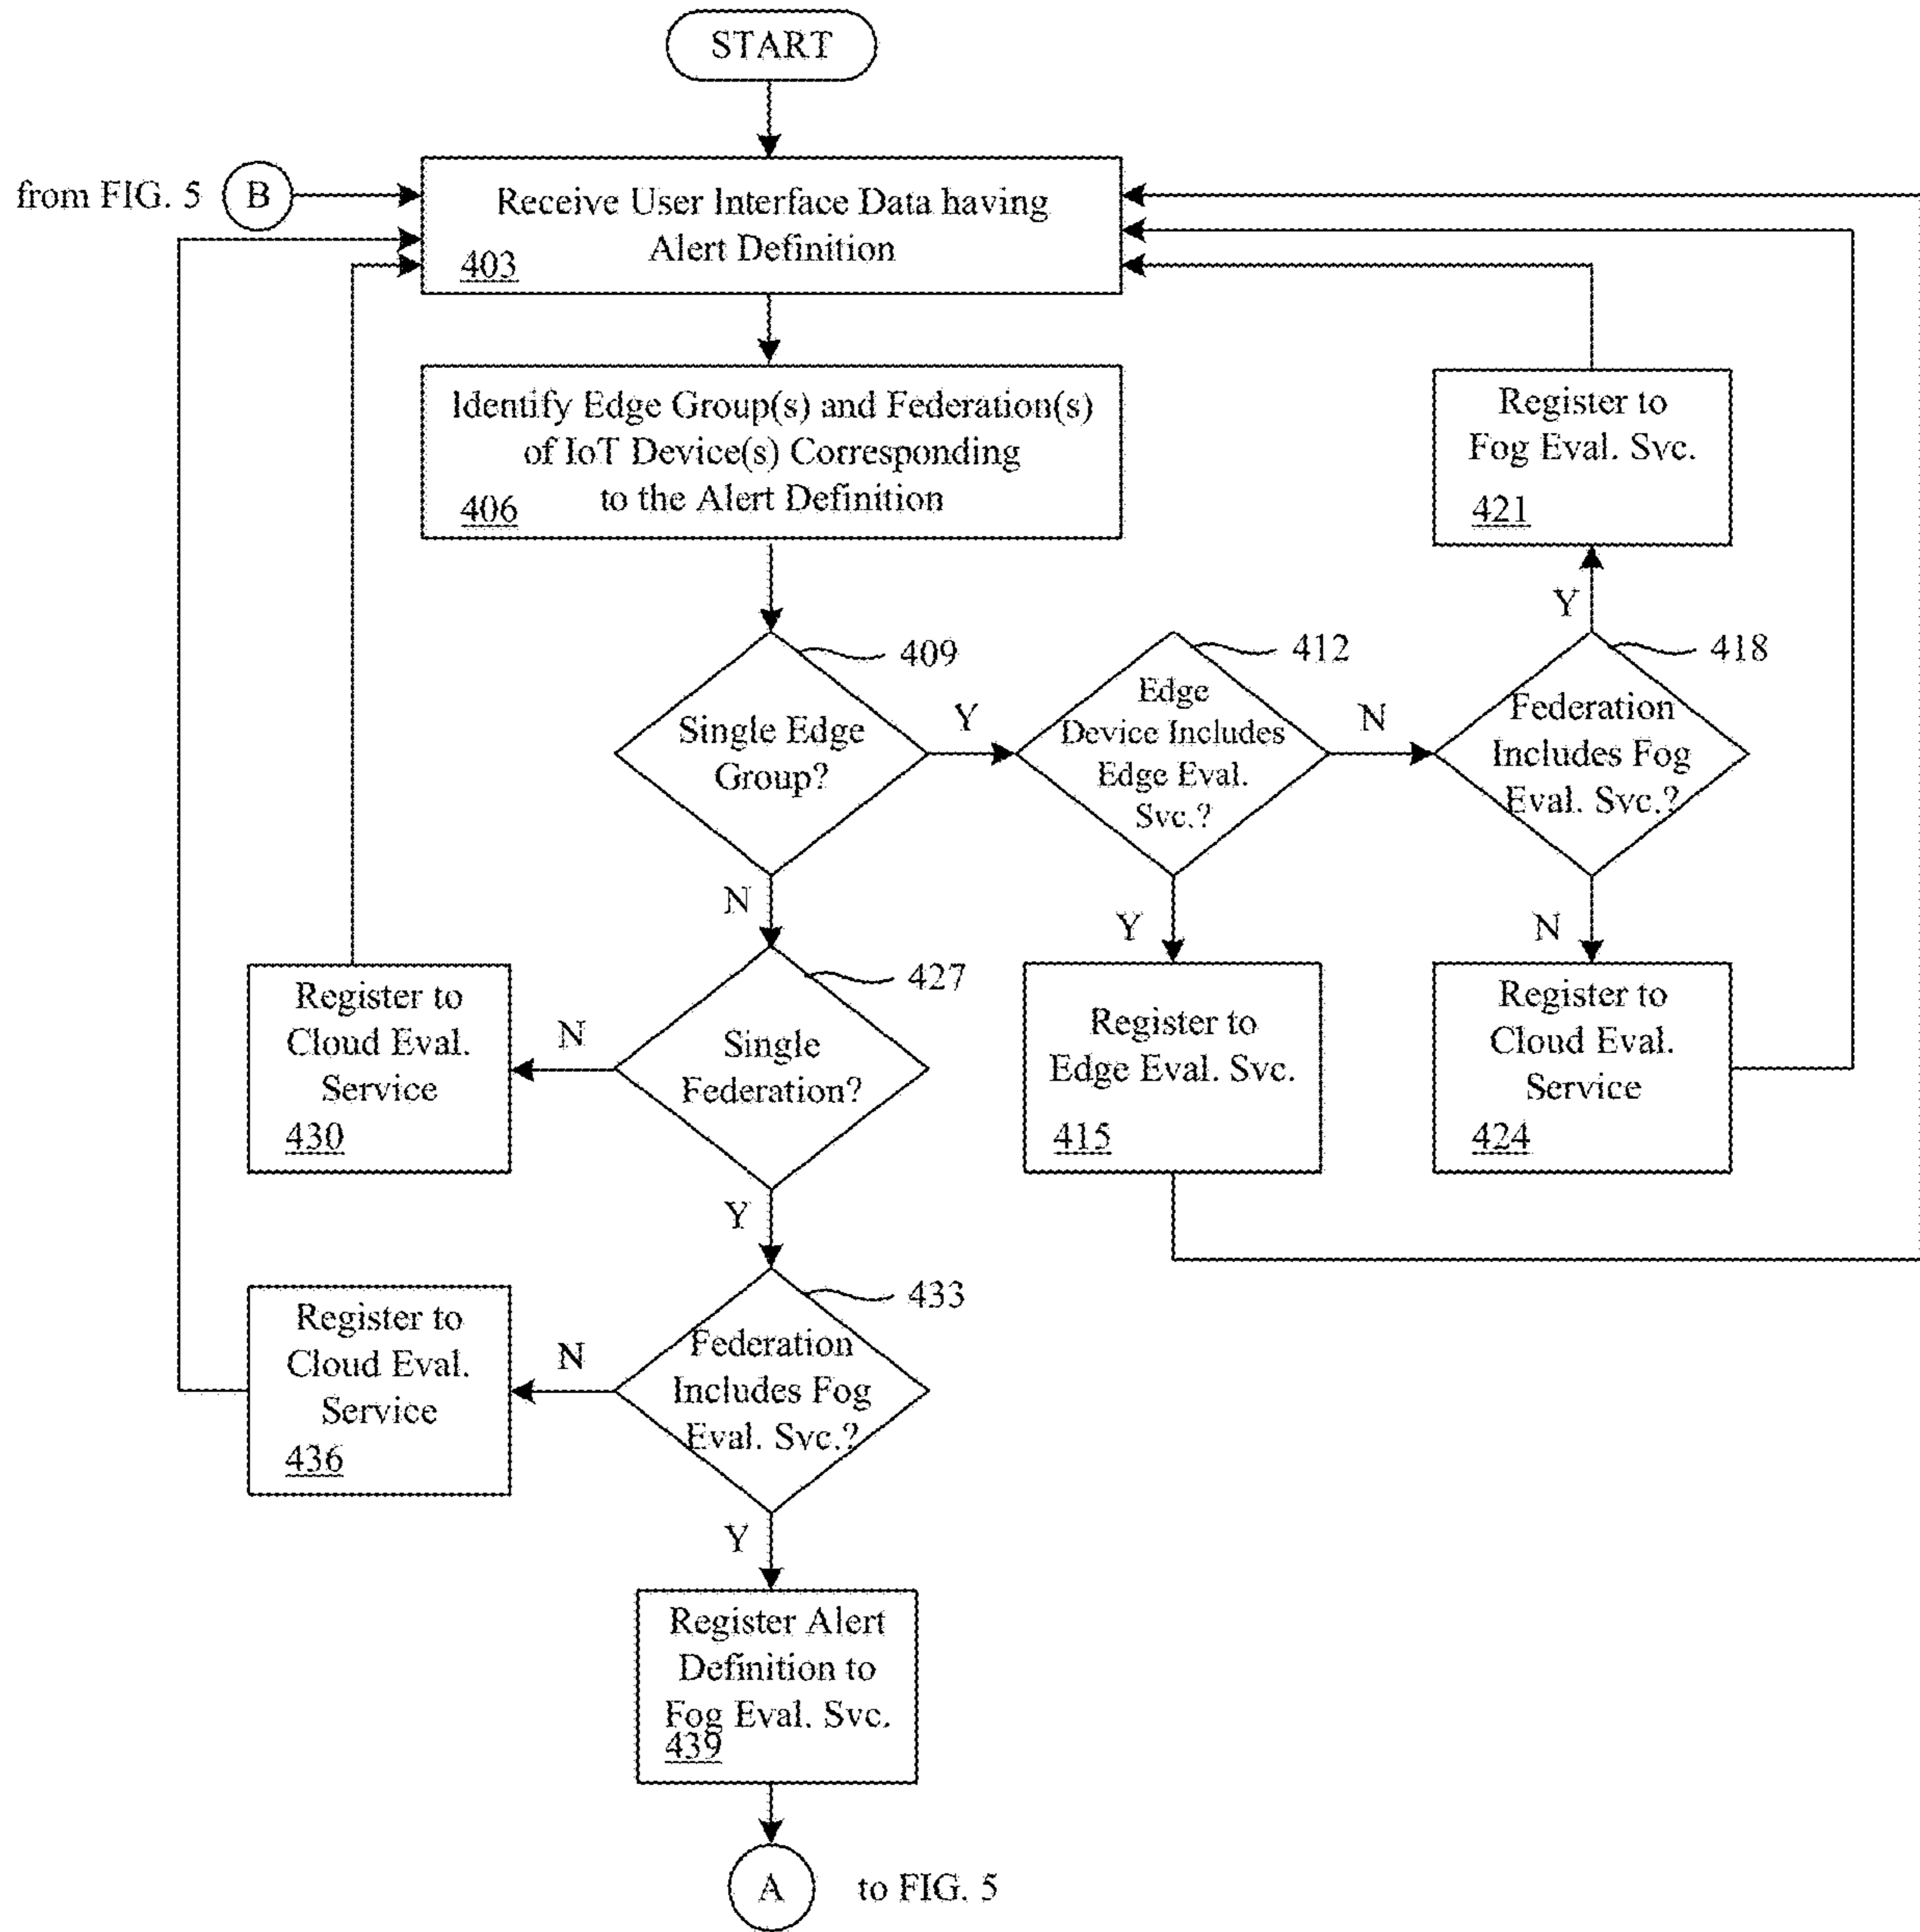 START
from FIG. 5
B
Receive User Interface Data having
Alert Definition
403
Identify Edge Group(s) and Federation(s)
of IoT Device(s) Corresponding
to the Alert Definition
406
Register to
Fog Eval. Svc.
421
Y
409
Single Edge
Group?
Y
412
Edge
Device Includes
Edge Eval.
Svc.?
N
418
Federation
Includes Fog
Eval. Svc.?
N
Y
N
427
Single
Federation?
N
Register to
Cloud Eval.
Service
430
Register to
Edge Eval. Svc.
415
Register to
Cloud Eval.
Service
424
Y
433
Federation
Includes Fog
Eval. Svc.?
N
Register to
Cloud Eval.
Service
436
Y
Register Alert
Definition to
Fog Eval. Svc.
439
A
to FIG. 5